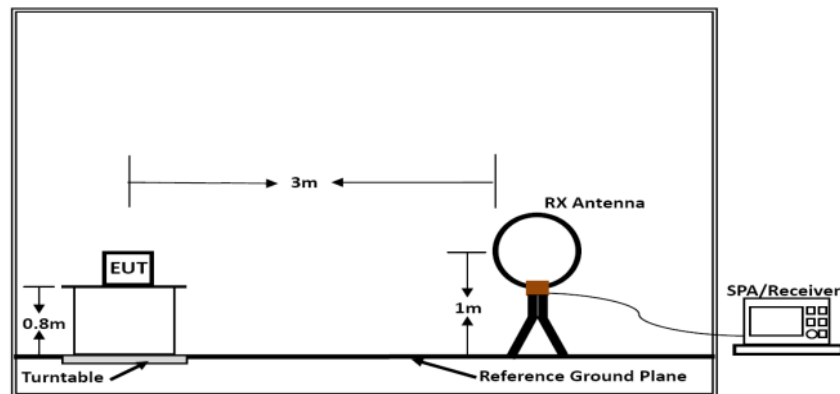 3m
RX Antenna
EUT
SPA/Receiver
0.8m
1m
Turntable
Reference Ground Plane